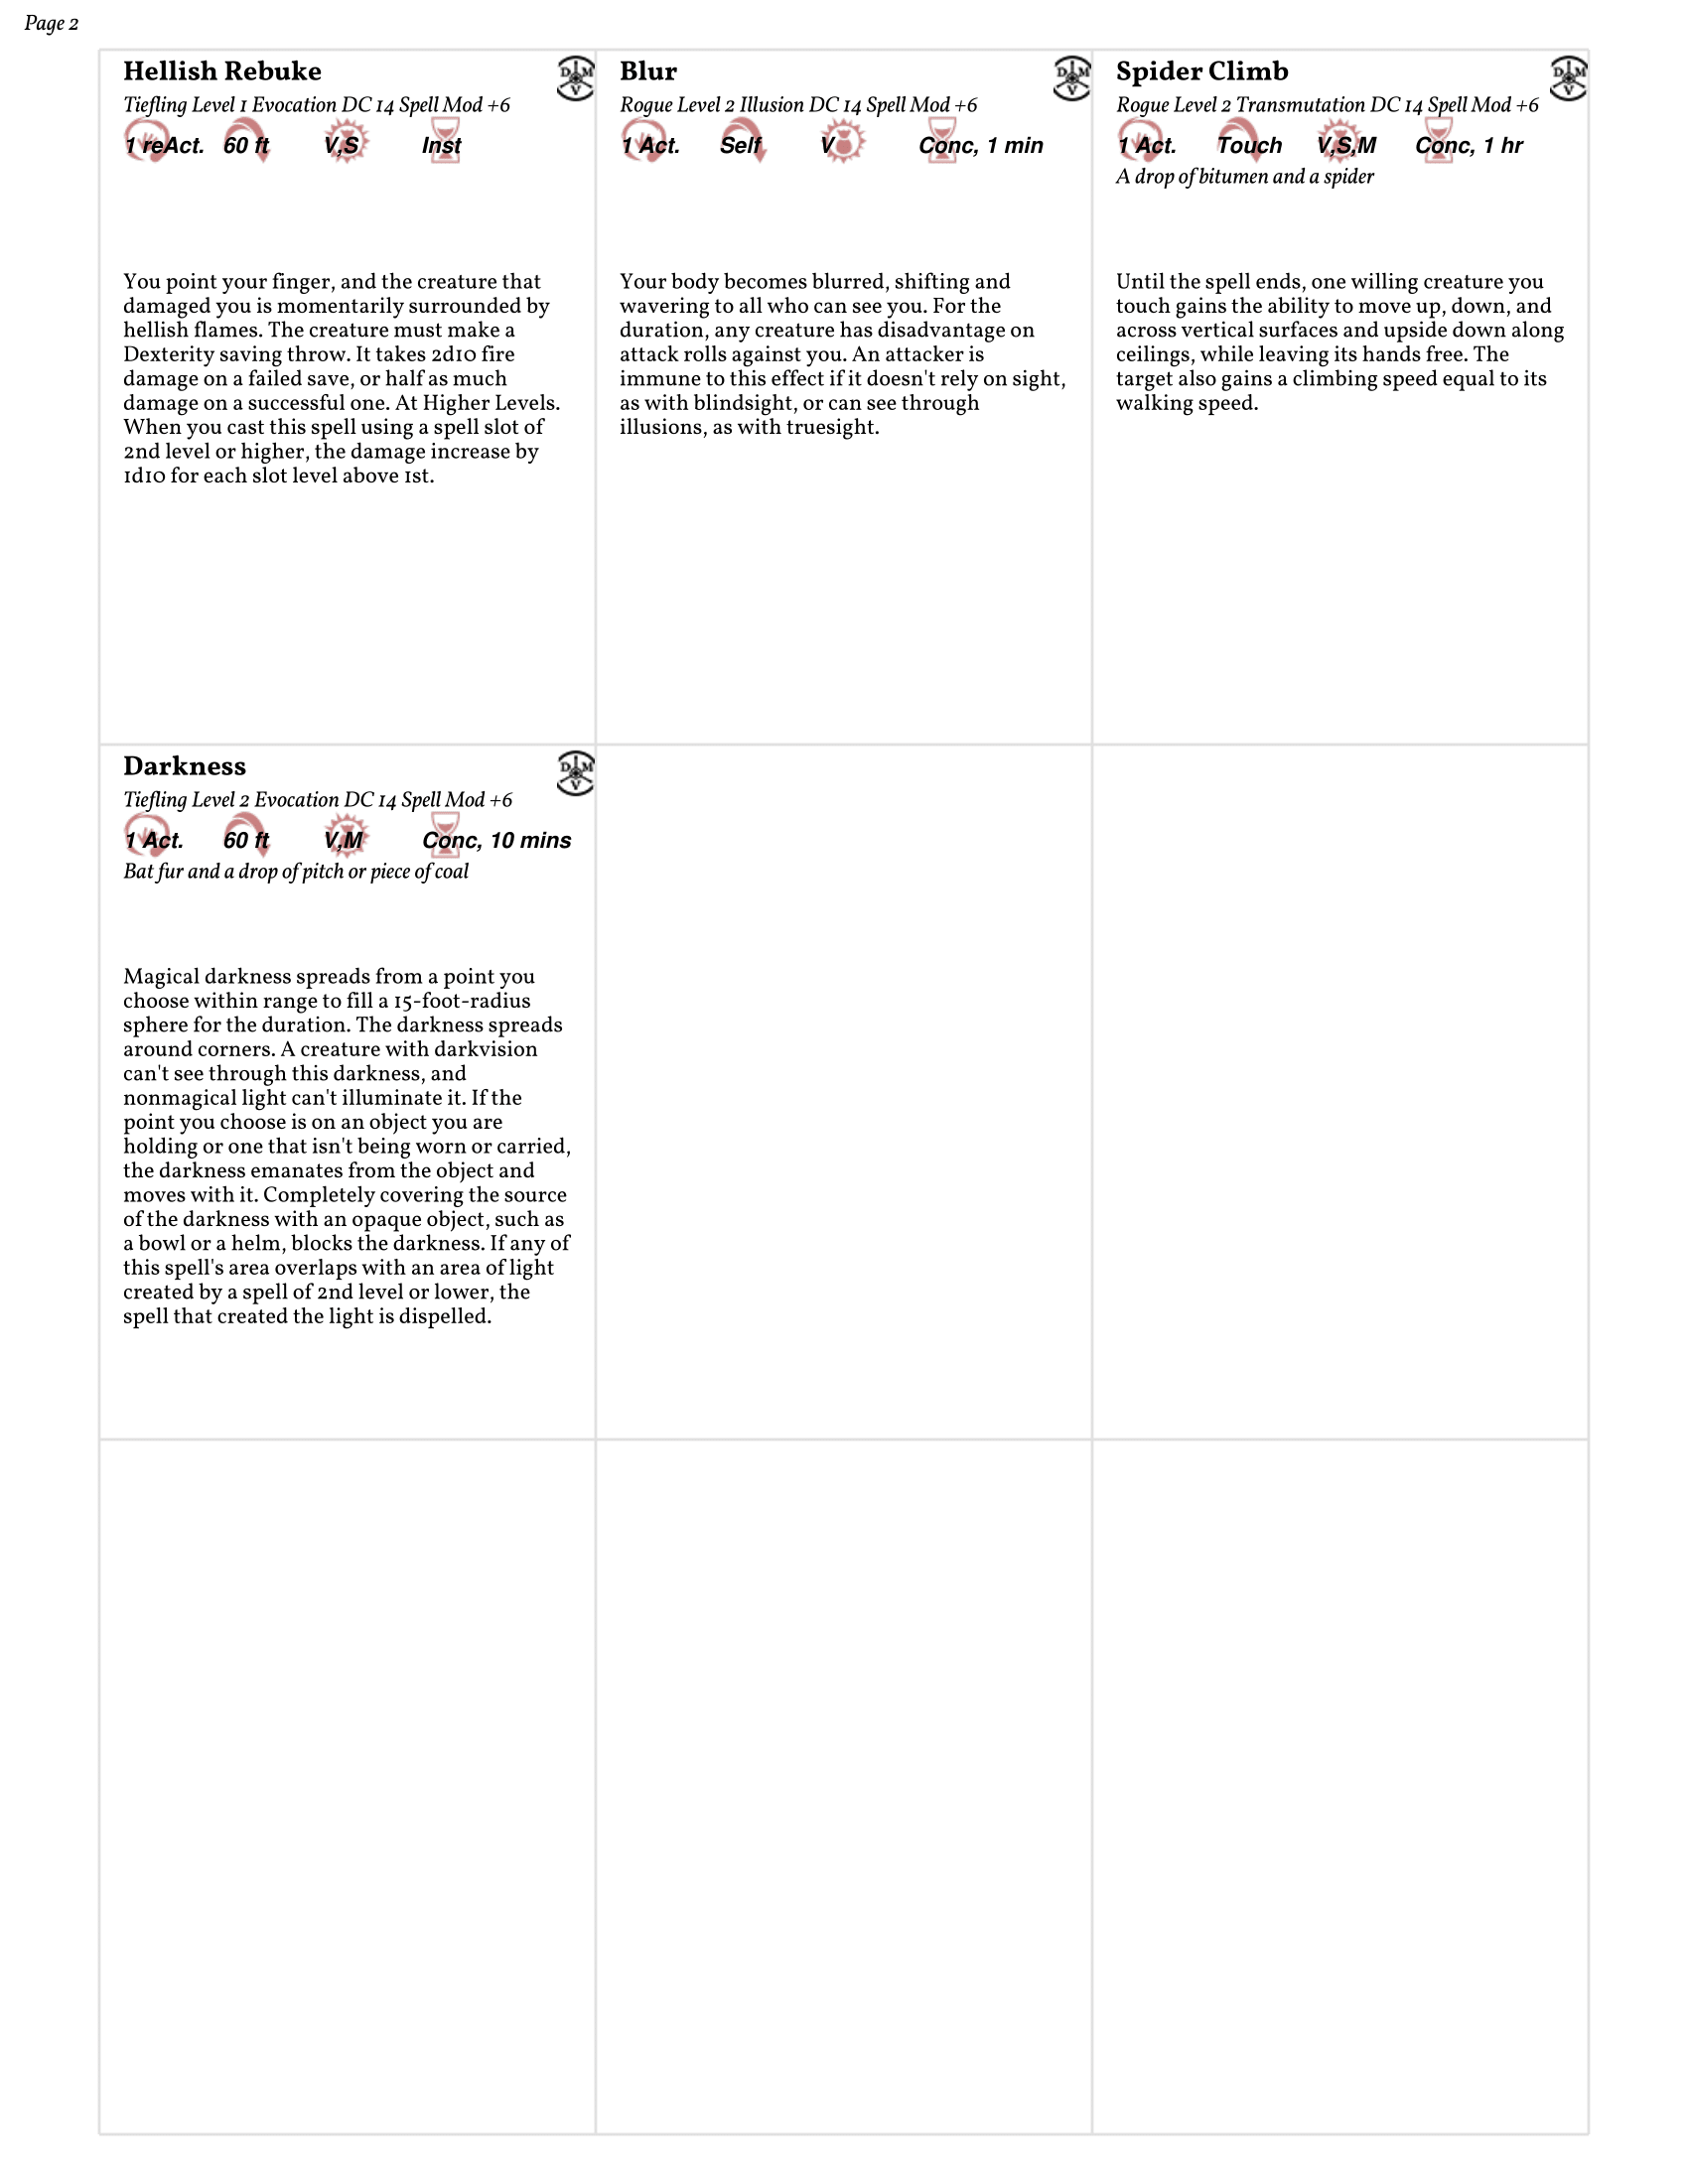 Page 2
Hellish Rebuke
Tiefling Level 1 Evocation DC 14 Spell Mod +6
1 reAct. 60 ft V,S Inst
You point your finger, and the creature that
damaged you is momentarily surrounded by
hellish flames. The creature must make a
Dexterity saving throw. It takes 2d10 fire
damage on a failed save, or half as much
damage on a successful one. At Higher Levels.
When you cast this spell using a spell slot of
2nd level or higher, the damage increase by
1d10 for each slot level above 1st.
D M
V
Blur
Rogue Level 2 Illusion DC 14 Spell Mod +6
1 Act. Self V Conc, 1 min
Your body becomes blurred, shifting and
wavering to all who can see you. For the
duration, any creature has disadvantage on
attack rolls against you. An attacker is
immune to this effect if it doesn't rely on sight,
as with blindsight, or can see through
illusions, as with truesight.
D M
V
Spider Climb
Rogue Level 2 Transmutation DC 14 Spell Mod +6
1 Act. Touch V,S,M Conc, 1 hr
A drop of bitumen and a spider
Until the spell ends, one willing creature you
touch gains the ability to move up, down, and
across vertical surfaces and upside down along
ceilings, while leaving its hands free. The
target also gains a climbing speed equal to its
walking speed.
D M
V
Darkness
Tiefling Level 2 Evocation DC 14 Spell Mod +6
1 Act. 60 ft V,M Conc, 10 mins
Bat fur and a drop of pitch or piece of coal
Magical darkness spreads from a point you
choose within range to fill a 15-foot-radius
sphere for the duration. The darkness spreads
around corners. A creature with darkvision
can't see through this darkness, and
nonmagical light can't illuminate it. If the
point you choose is on an object you are
holding or one that isn't being worn or carried,
the darkness emanates from the object and
moves with it. Completely covering the source
of the darkness with an opaque object, such as
a bowl or a helm, blocks the darkness. If any of
this spell's area overlaps with an area of light
created by a spell of 2nd level or lower, the
spell that created the light is dispelled.
D M
V